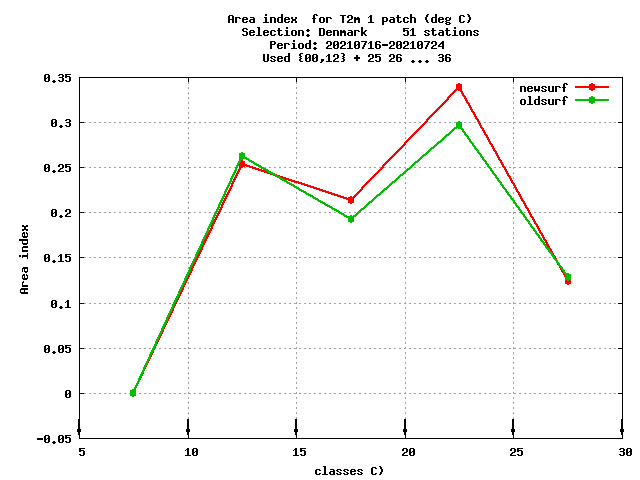 Area index  for T2m 1 patch (deg C)
Selection: Denmark     51 stations
Period: 20210716-20210724
Used {00,12} + 25 26 ... 36
0.35
newsurf
oldsurf
0.3
0.25
0.2
Area index
0.15
0.1
0.05
0
-0.05
5 10 15 20 25 30
classes C)